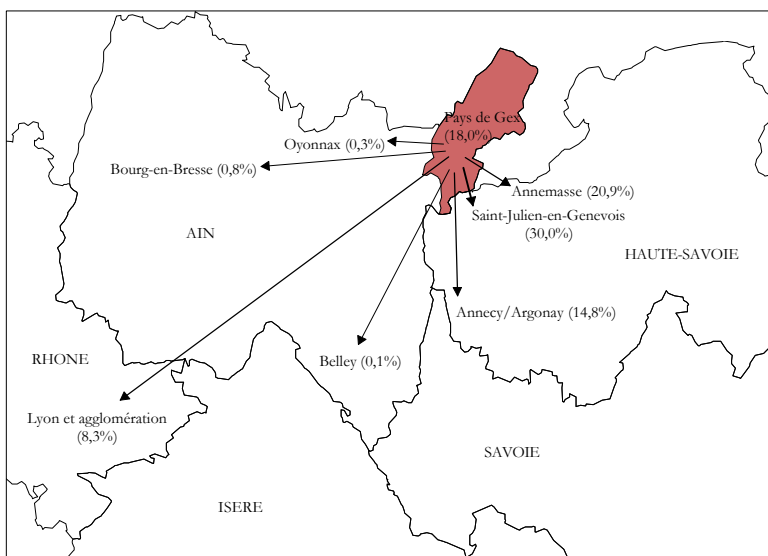 Pays de Gex
(18,0%)
Oyonnax (0,3%)
Bourg-en-Bresse (0,8%)
Annemasse (20,9%)
Saint-Julien-en-Genevois
(30,0%)
AIN
HAUTE-SAVOIE
Annecy/Argonay (14,8%)
RHONE
Belley (0,1%)
Lyon et agglomération
(8,3%)
SAVOIE
ISERE